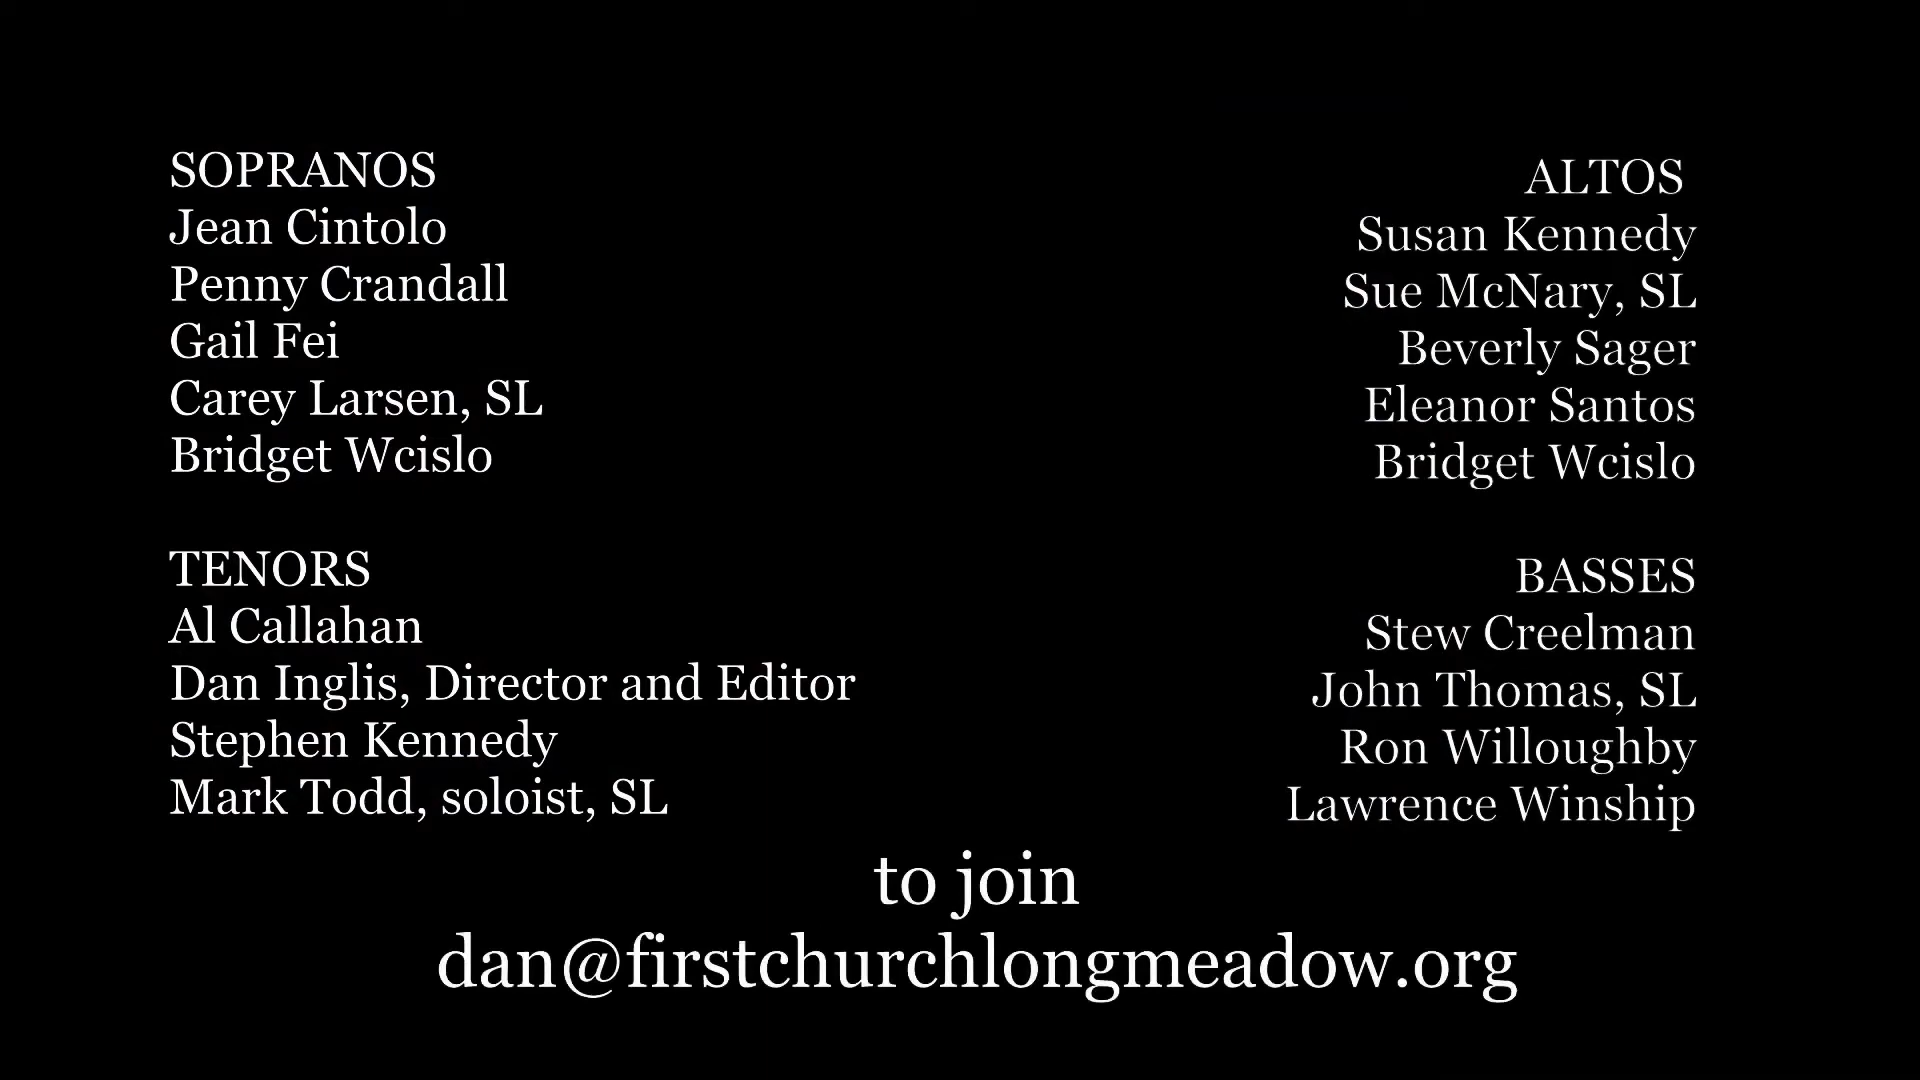 SOPRANOS
Jean Cintolo
Penny Crandall
Gail Fei
Carey Larsen, SL
Bridget Wcislo
ALTOS
Susan Kennedy
Sue McNary, SL
Beverly Sager
Eleanor Santos
Bridget Wcislo
TENORS
Al Callahan
Dan Inglis, Director and Editor
Stephen Kennedy
Mark Todd, soloist, SL
BASSES
Stew Creelman
John Thomas, SL
Ron Willoughby
Lawrence Winship
to join
dan@firstchurchlongmeadow.org